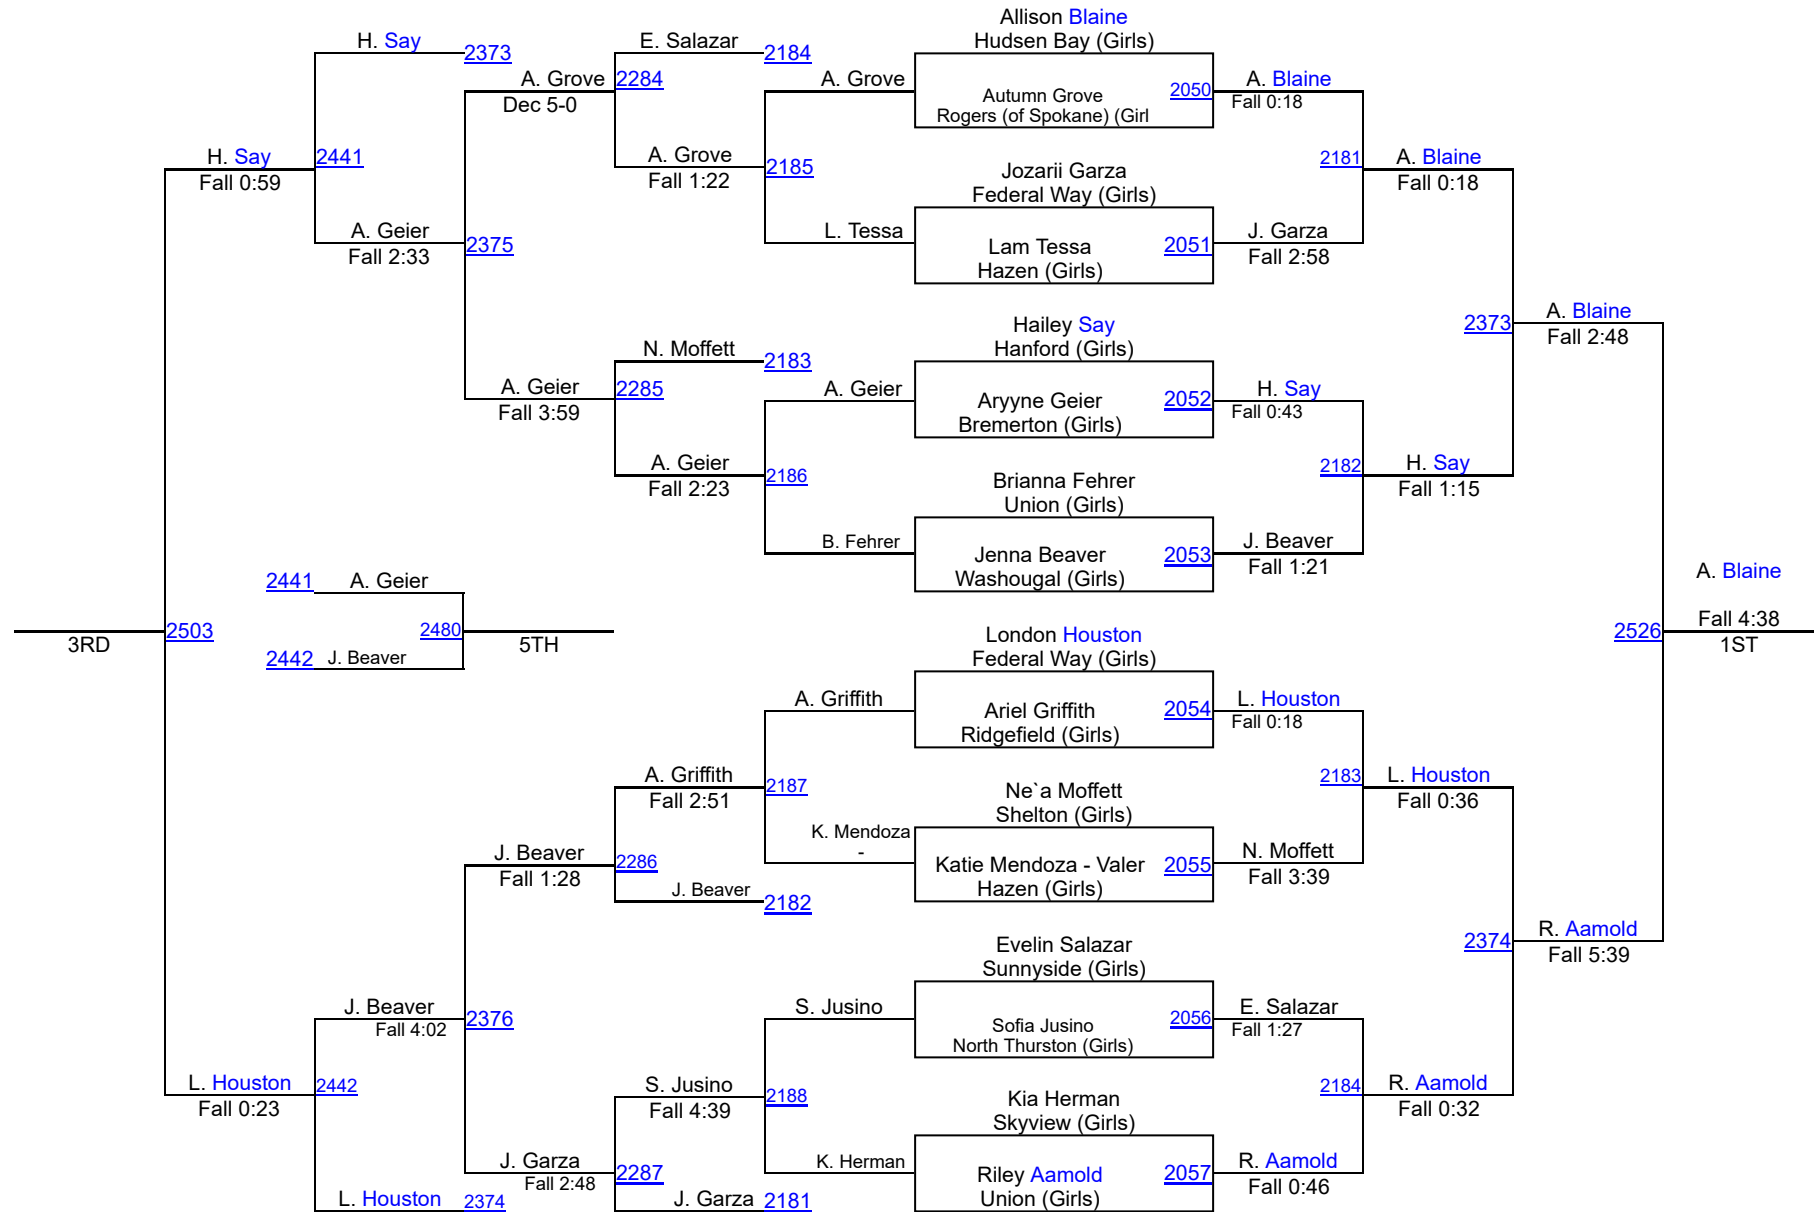 Allison Blaine
H. Say
E. Salazar
Hudsen Bay (Girls)
2373
2184
A. Grove
2284
A. Grove
2050
A. Blaine
Dec 5-0
Autumn Grove
Fall 0:18
Rogers (of Spokane) (Girl
H. Say
2441
A. Grove
2185
2181
A. Blaine
Fall 0:59
Fall 1:22
Jozarii Garza
Fall 0:18
Federal Way (Girls)
A. Geier
2375
L. Tessa
Lam Tessa
2051
J. Garza
Fall 2:33
Hazen (Girls)
Fall 2:58
Hailey Say
2373
A. Blaine
N. Moffett
2183
Hanford (Girls)
Fall 2:48
A. Geier
2285
A. Geier
Aryyne Geier
2052
H. Say
Fall 3:59
Bremerton (Girls)
Fall 0:43
A. Geier
2186
2182
H. Say
Fall 2:23
Brianna Fehrer
Fall 1:15
Union (Girls)
B. Fehrer
Jenna Beaver
2053
J. Beaver
Washougal (Girls)
Fall 1:21
2441
A. Geier
A. Blaine
2503
2480
London Houston
2526
Fall 4:38
3RD
2442
J. Beaver
5TH
Federal Way (Girls)
1ST
A. Griffith
Ariel Griffith
2054
L. Houston
Ridgefield (Girls)
Fall 0:18
A. Griffith
2187
2183
L. Houston
Fall 2:51
Ne`a Moffett
Fall 0:36
Shelton (Girls)
J. Beaver
2286
K. Mendoza
-
Katie Mendoza - Valer
2055
N. Moffett
Fall 1:28
Hazen (Girls)
Fall 3:39
J. Beaver
2182
Evelin Salazar
2374
R. Aamold
Sunnyside (Girls)
Fall 5:39
J. Beaver
2376
S. Jusino
Sofia Jusino
2056
E. Salazar
Fall 4:02
North Thurston (Girls)
Fall 1:27
L. Houston
2442
S. Jusino
2188
2184
R. Aamold
Fall 0:23
Fall 4:39
Kia Herman
Fall 0:32
Skyview (Girls)
J. Garza
2287
K. Herman
Riley Aamold
2057
R. Aamold
Fall 2:48
Union (Girls)
Fall 0:46
L. Houston
2374
J. Garza
2181